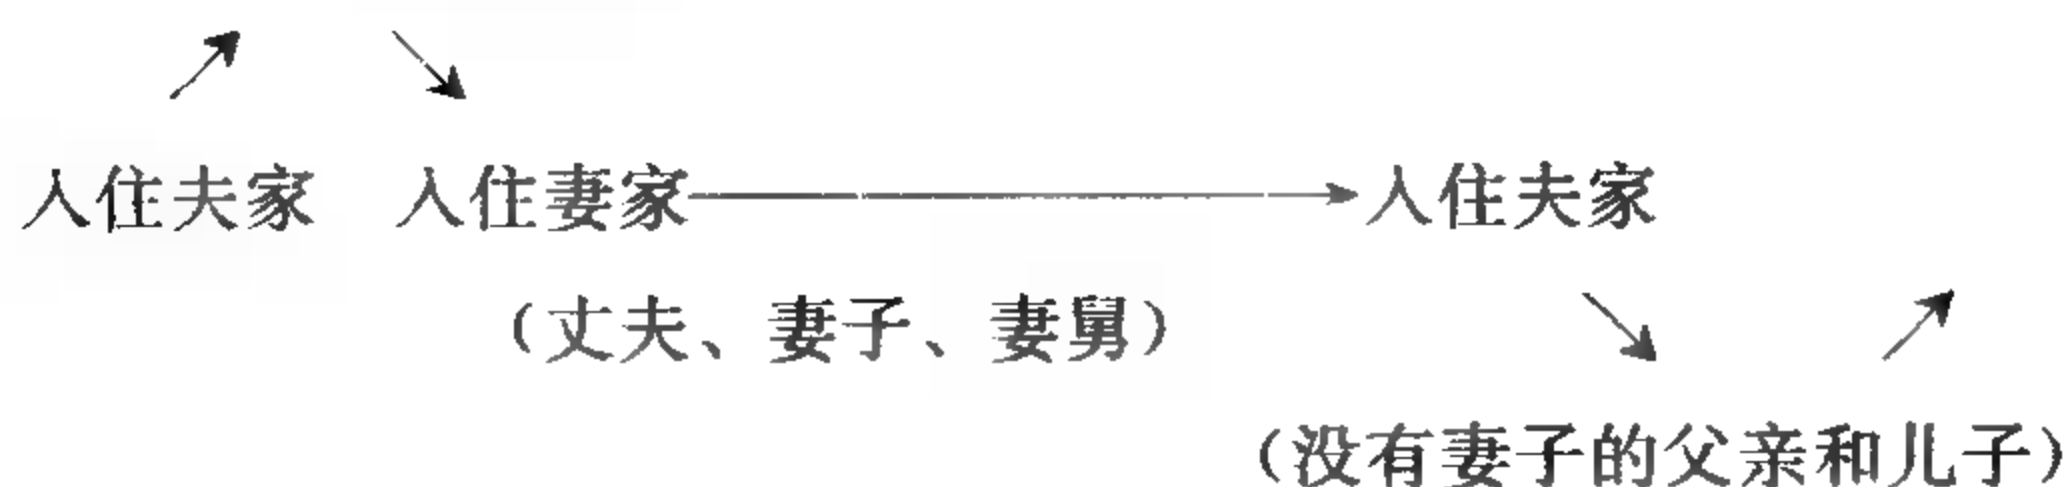 入住夫家 入住妻家 入住夫家
(丈夫、妻子、妻舅)
(没有妻子的父亲和儿子)